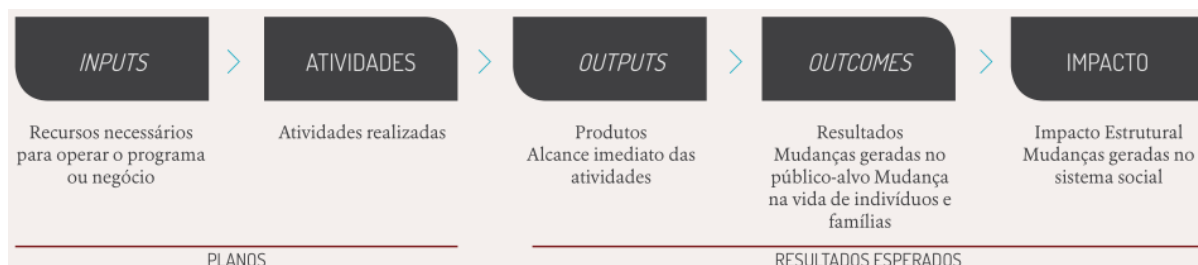 INPUTS
ATIVIDADES
OUTPUTS
OUTCOMES
IMPACTO
Recursos necessários
para operar o programa
ou negócio
Atividades realizadas
Produtos
Alcance imediato das
atividades
Resultados
Mudanças geradas no
público-alvo Mudança
na vida de indivíduos e
famílias
Impacto Estrutural
Mudanças geradas no
sistema social
PLANOS
RESULTADOS ESPERADOS